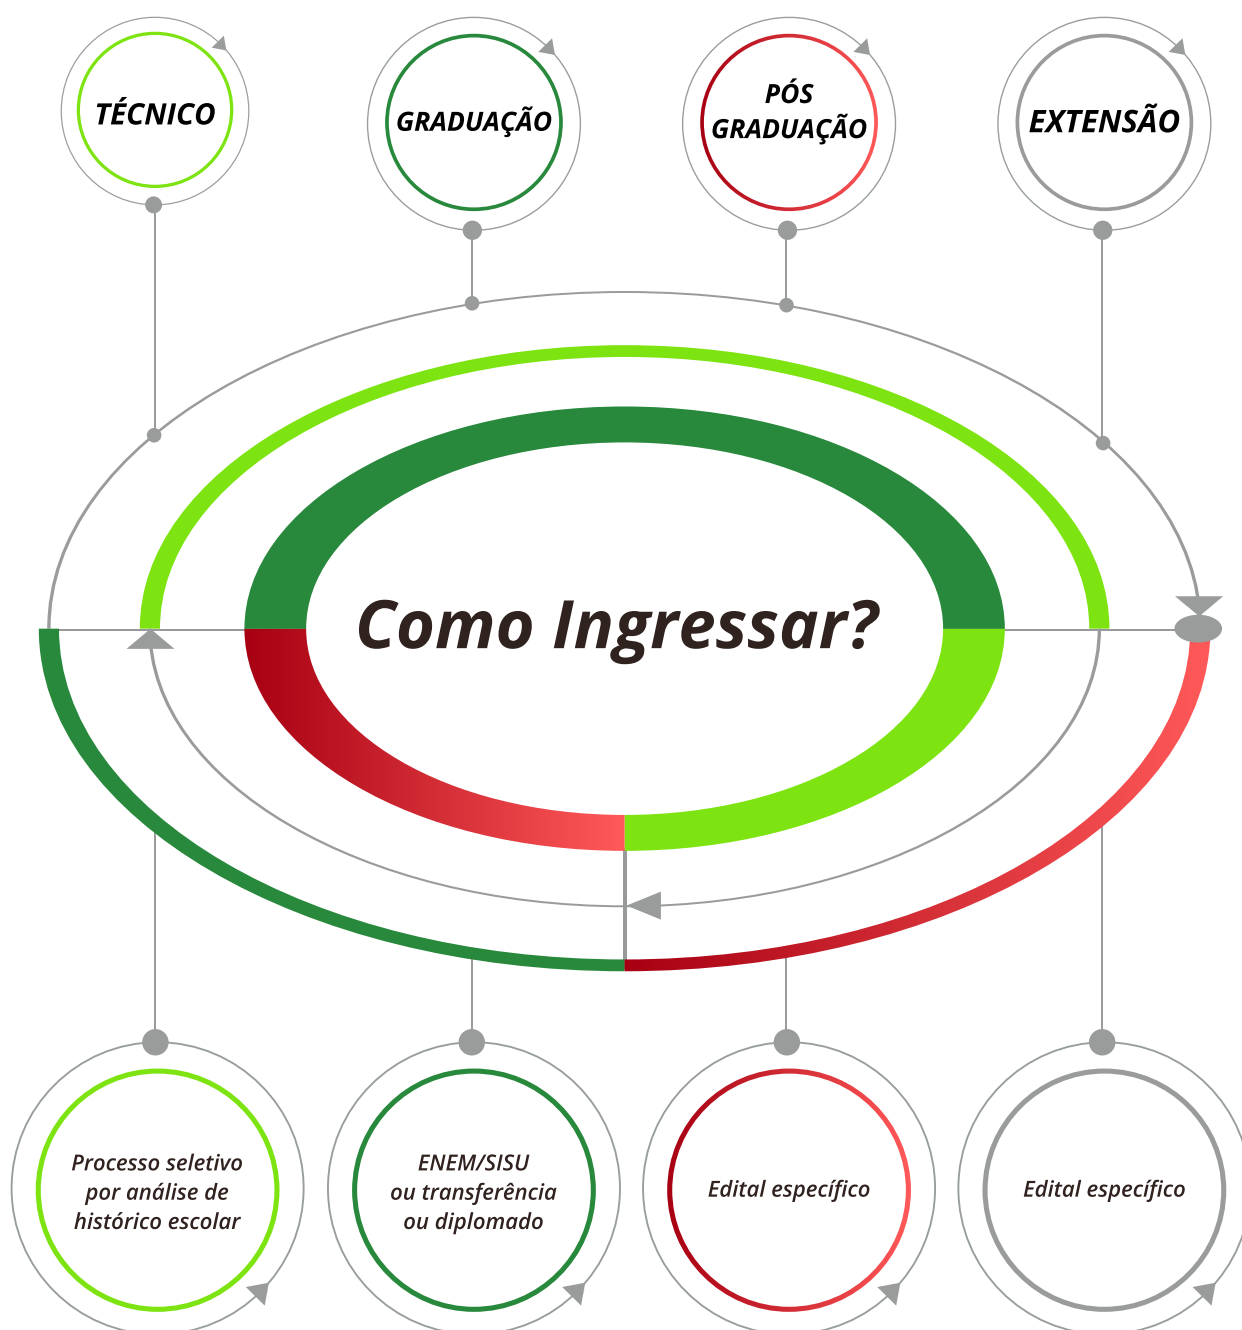 TÉCNICO
GRADUAÇÃO
PÓS
GRADUAÇÃO
EXTENSÃO
Como Ingressar?
Processo seletivo
por análise de
histórico escolar
ENEM/SISU
ou transferência
ou diplomado
Edital específico
Edital específico